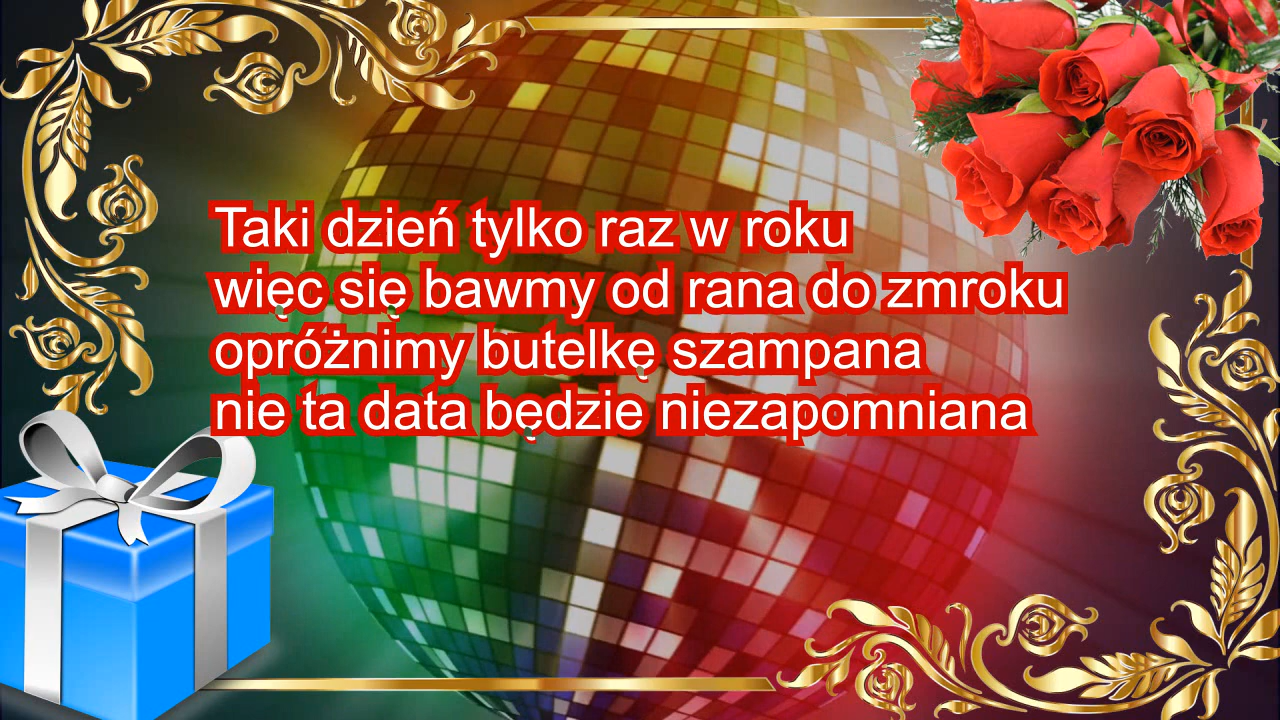 Taki dzień tylko raz w roku
więc się bawmy od rana do zmroku
opróżnimy butelkę szampana
nie ta data będzie niezapomniana